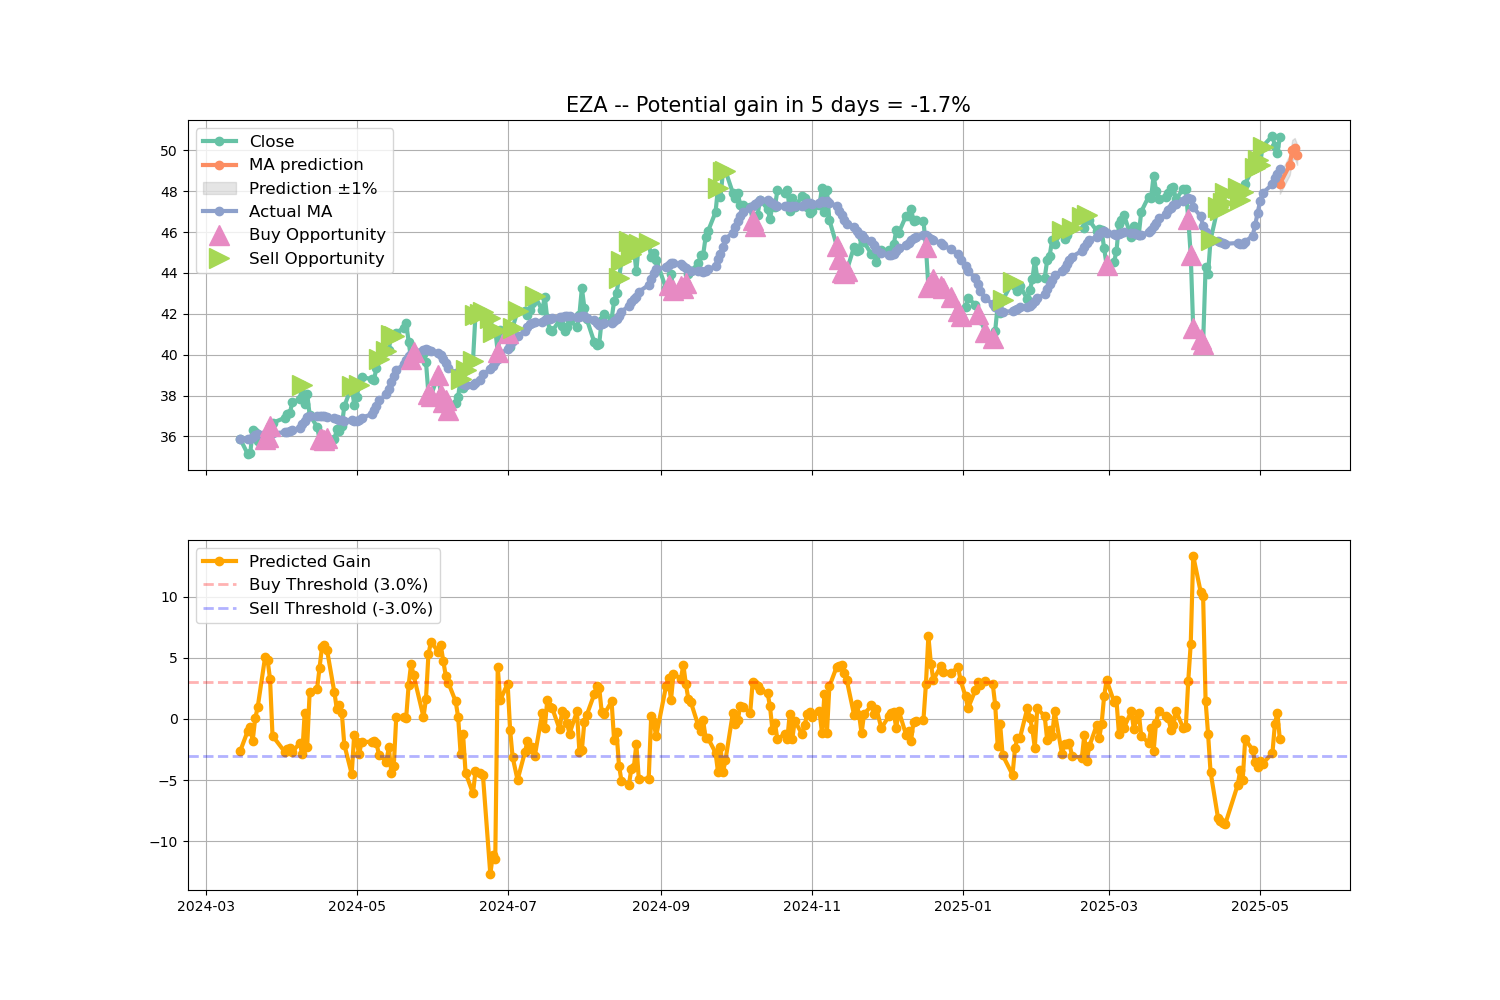 EZA -- Potential gain in 5 days = -1.7%
Close
MA prediction
Prediction ±1%
Actual MA
Buy Opportunity
Sell Opportunity
50
48
46
44
42
40
38
36
Predicted Gain
Buy Threshold (3.0%)
Sell Threshold (-3.0%)
10
5
0
−5
−10
2024-03 2024-05 2024-07 2024-09 2024-11 2025-01 2025-03 2025-05